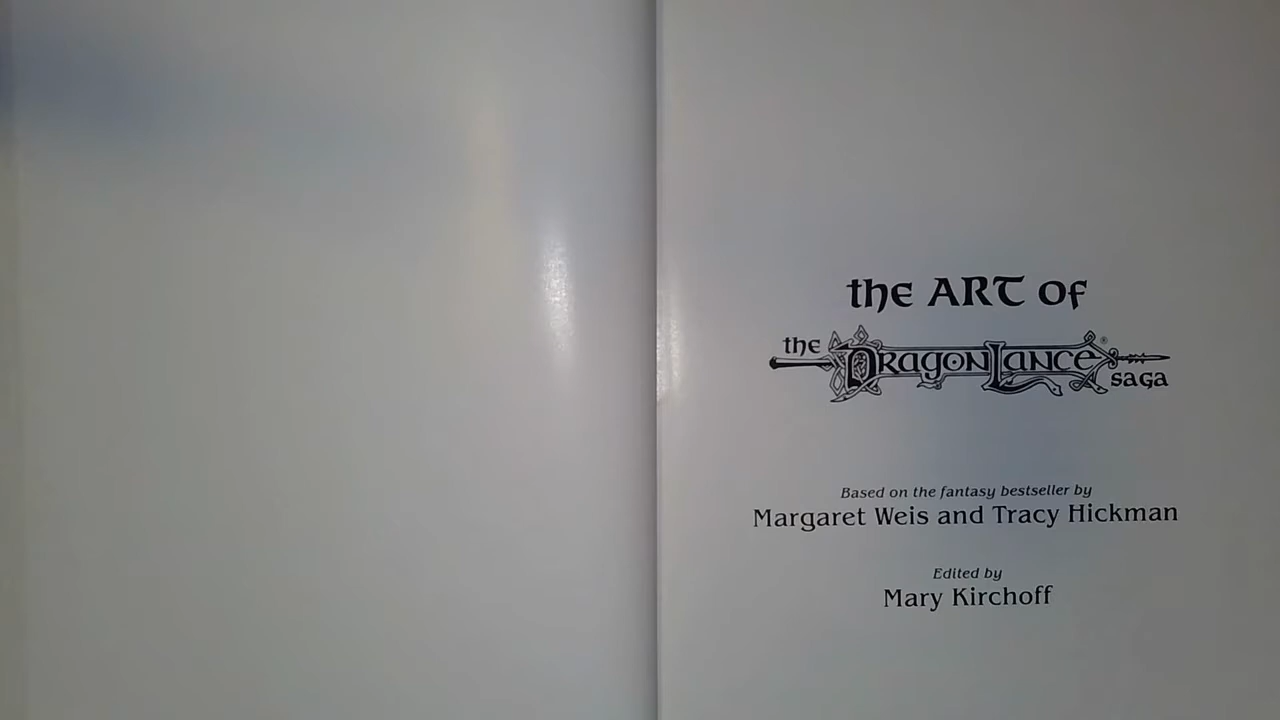 the ART of
the DRAGONLANCE®
saga
Based on the fantasy bestseller by
Margaret Weis and Tracy Hickman
Edited by
Mary Kirchoff